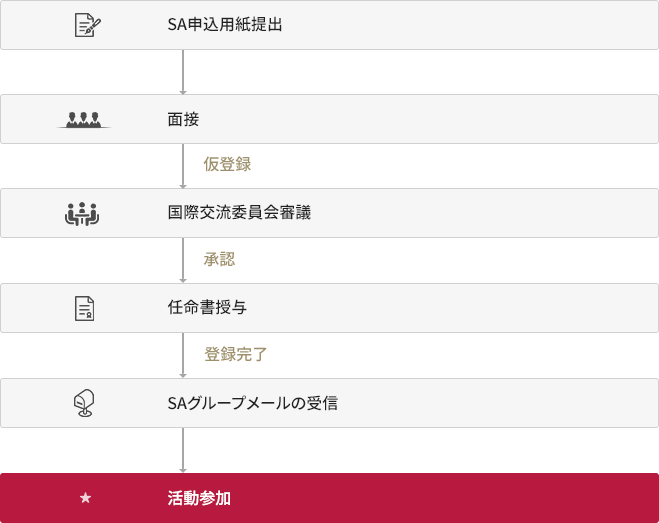 SA申込用紙提出
面接
仮登録
国際交流委員会審議
承認
任命書授与
登録完了
SAグループメールの受信
活動参加